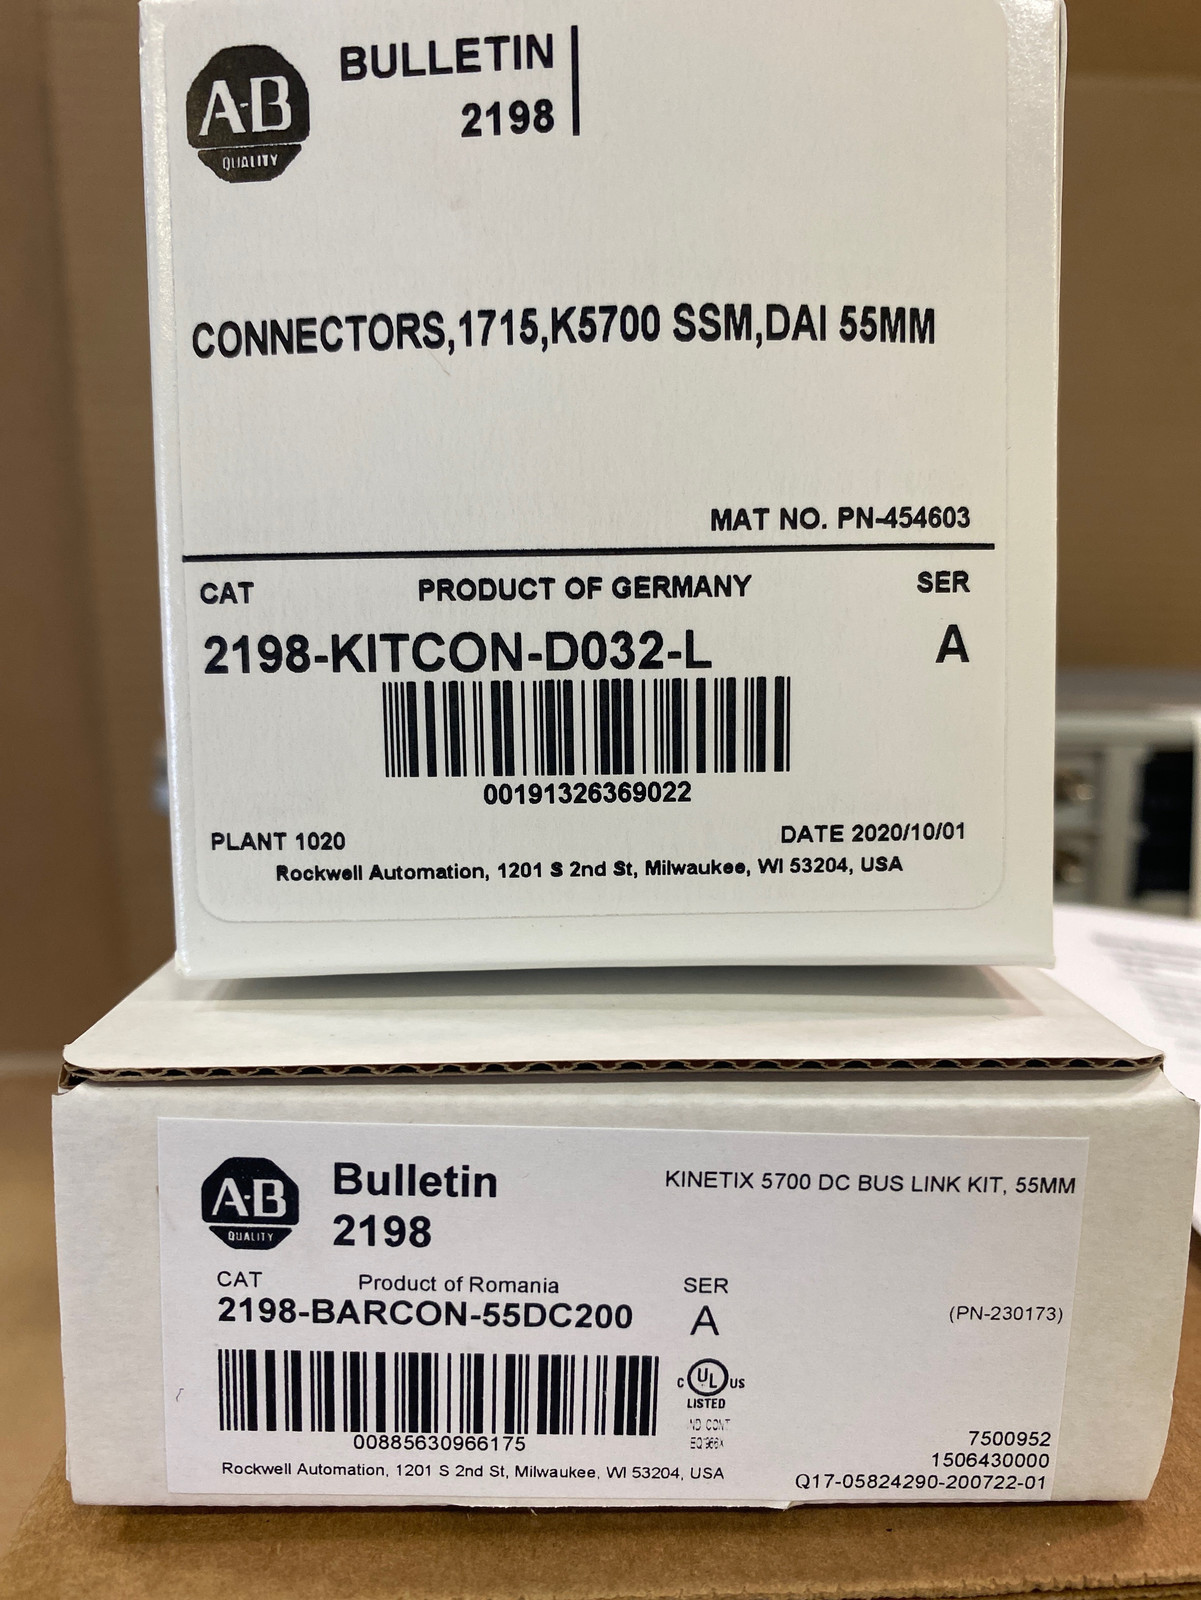 A-B
QUALITY
BULLETIN
2198
CONNECTORS,1715,K5700 SSM,DAI 55MM
MAT NO. PN-454603
CAT PRODUCT OF GERMANY SER
2198-KITCON-D032-L A
00191326369022
PLANT 1020 DATE 2020/10/01
Rockwell Automation, 1201 S 2nd St, Milwaukee, WI 53204, USA
A-B
QUALITY
Bulletin
2198
KINETIX 5700 DC BUS LINK KIT, 55MM
CAT Product of Romania SER
2198-BARCON-55DC200 A
(PN-230173)
C UL US
LISTED
00885630966175
Rockwell Automation, 1201 S 2nd St, Milwaukee, WI 53204, USA
7500952
1506430000
Q17-05824290-200722-01